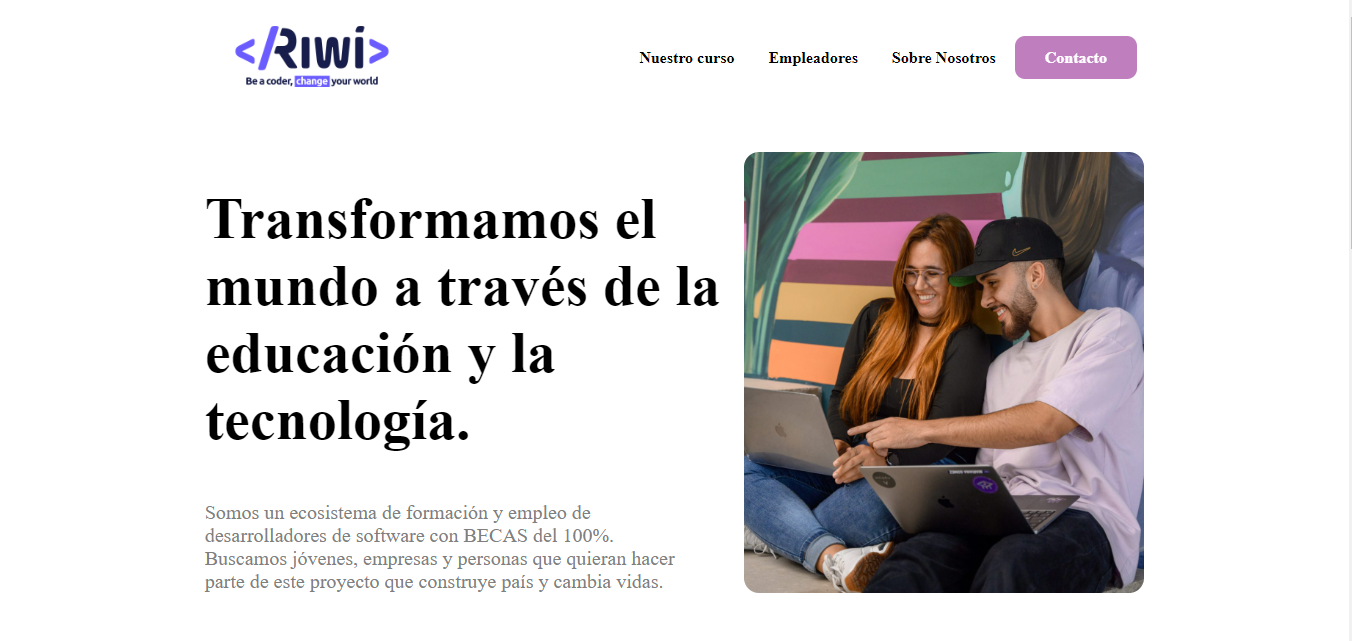 </RIWI>
Be a coder, change your world
Nuestro curso
Empleadores
Sobre Nosotros
Contacto
Transformamos el
mundo a través de la
educación y la
tecnología.
Somos un ecosistema de formación y empleo de
desarrolladores de software con BECAS del 100%.
Buscamos jóvenes, empresas y personas que quieran hacer
parte de este proyecto que construye país y cambia vidas.